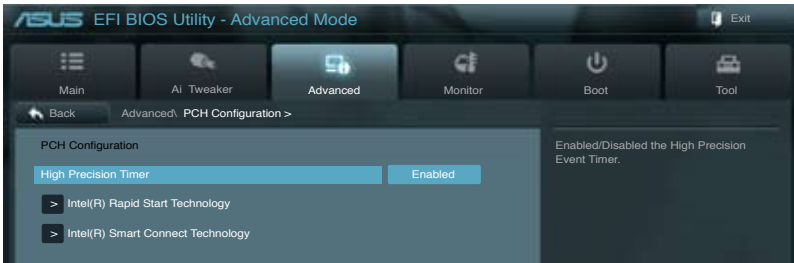 ASUS EFI BIOS Utility - Advanced Mode
Exit
Main
Ai Tweaker
Advanced
Monitor
Boot
Tool
Back
Advanced\ PCH Configuration >
PCH Configuration
High Precision Timer Enabled
> Intel(R) Rapid Start Technology
> Intel(R) Smart Connect Technology
Enabled/Disabled the High Precision
Event Timer.